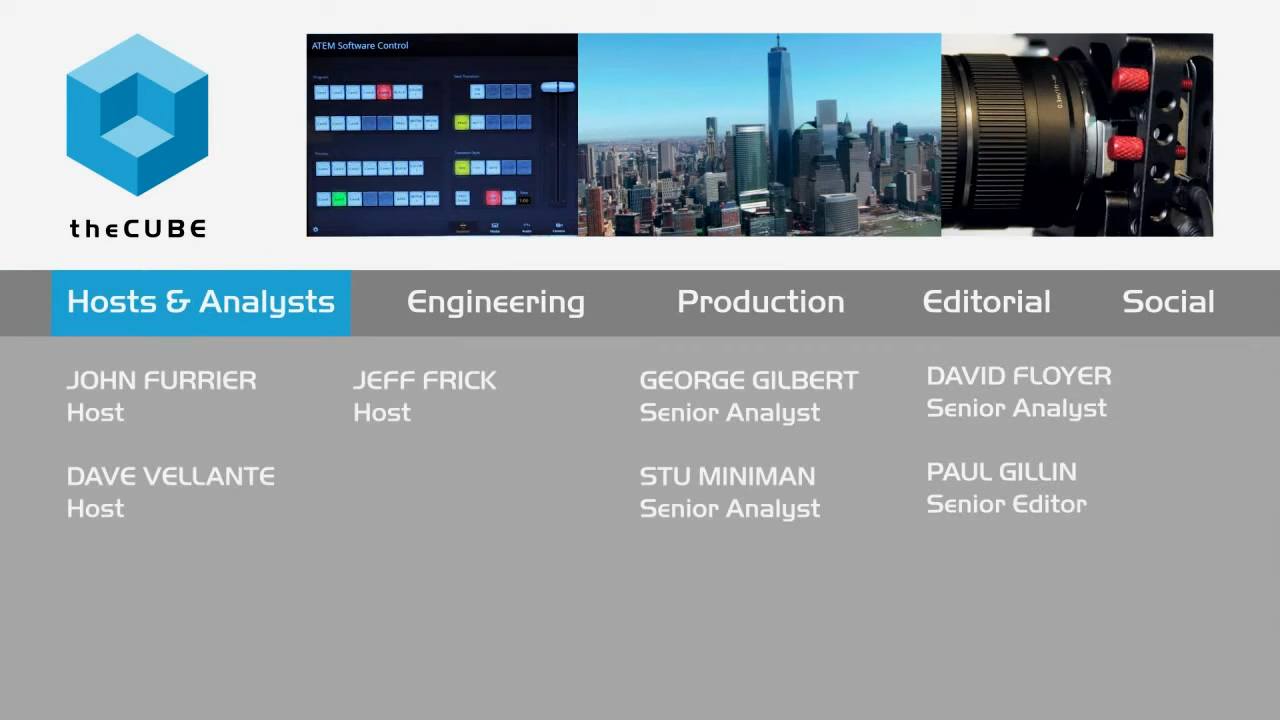 theCUBE
ATEM Software Control
Hosts & Analysts
Engineering
Production
Editorial
Social
JOHN FURRIER
Host
JEFF FRICK
Host
GEORGE GILBERT
Senior Analyst
DAVID FLOYER
Senior Analyst
DAVE VELLANTE
Host
STU MINIMAN
Senior Analyst
PAUL GILLIN
Senior Editor